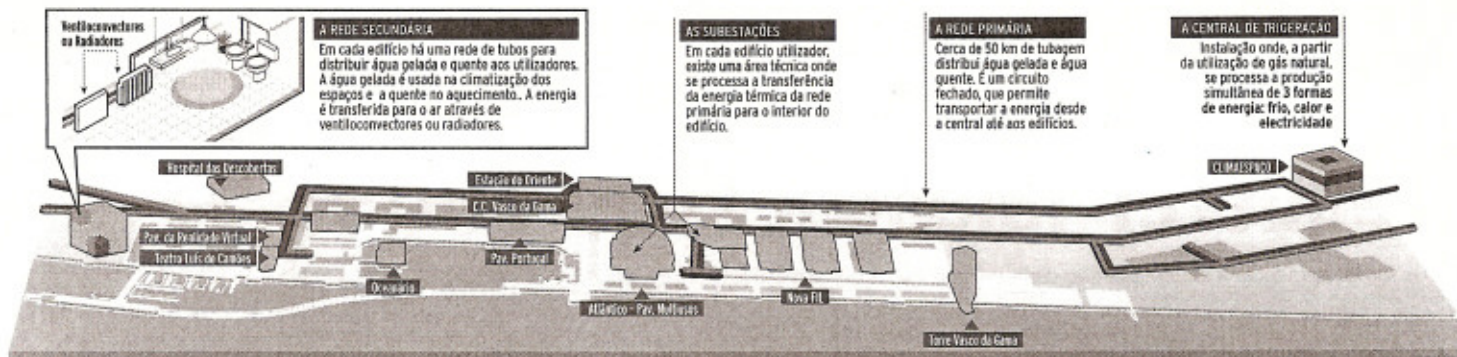 Ventiloconvectores
ou Radiadores
A REDE SECUNDÁRIA
Em cada edifício há uma rede de tubos para
distribuir água gelada e quente aos utilizadores.
A água gelada é usada na climatização dos
espaços e a quente no aquecimento. A energia
é transferida para o ar através de
ventiloconvectores ou radiadores.
AS SUBESTAÇÕES
Em cada edifício utilizador,
existe uma área técnica onde
se processa a transferência
da energia térmica da rede
primária para o interior do
edifício.
A REDE PRIMÁRIA
Cerca de 50 km de tubagem
distribui água gelada e água
quente. É um circuito
fechado, que permite
transportar a energia desde
a central até aos edifícios.
A CENTRAL DE TRIGERAÇÃO
Instalação onde, a partir
da utilização de gás natural,
se processa a produção
simultânea de 3 formas
de energia: frio, calor e
electricidade
Hospital das Descobertas
Estação do Oriente
C.C. Vasco da Gama
CLIMAESPAÇO
Pav. da Realidade Virtual
Teatro Luís de Camões
Oceanário
Pav. Portugal
Atlântico - Pav. Multiusos
Nova FIL
Torre Vasco da Gama